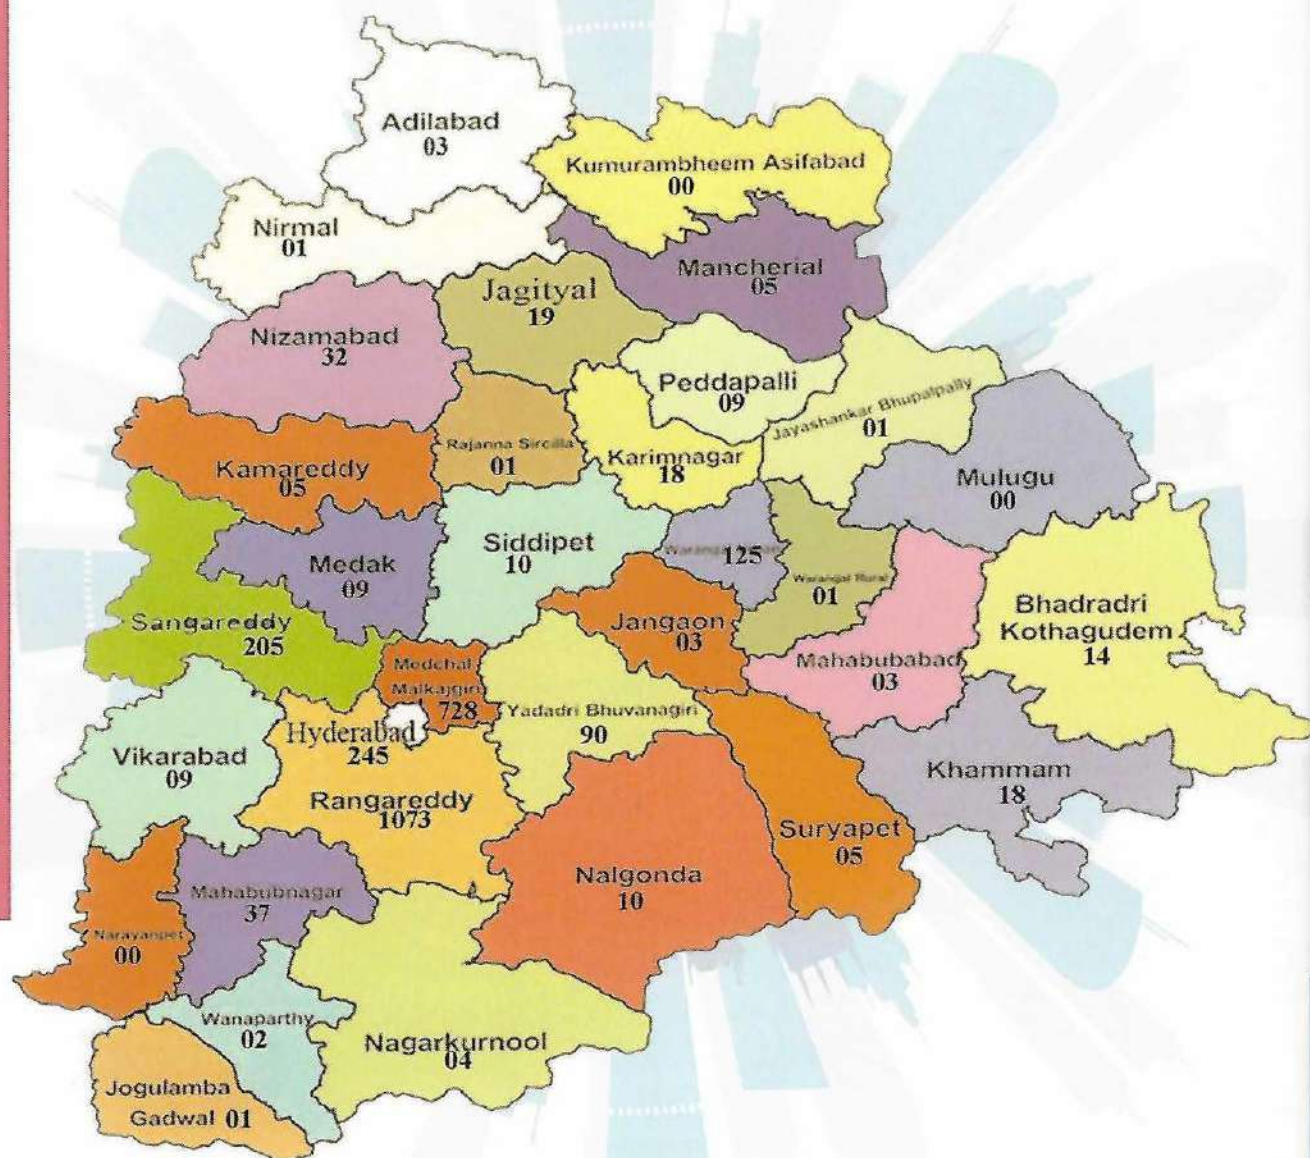 Adilabad
03
Kumurambheem Asifabad
00
Nirmal
01
Mancherial
05
Jagityal
19
Nizamabad
32
Peddapalli
09
Jayashankar Bhupalpally
01
Rajanna Sircilla
01
Karimnagar
18
Kamareddy
05
Mulugu
00
Siddipet
10
Medak
09
Warangal
125
Warangal Rural
01
Bhadradri
Kothagudem
14
Sangareddy
205
Jangaon
03
Mahabubabad
03
Medchal
Malkajgiri
728
Yadadri Bhuvanagiri
90
Hyderabad
245
Vikarabad
09
Khammam
18
Rangareddy
1073
Suryapet
05
Nalgonda
10
Mahabubnagar
37
Narayanpet
00
Wanaparthy
02
Nagarkurnool
04
Jogulamba
Gadwal 01